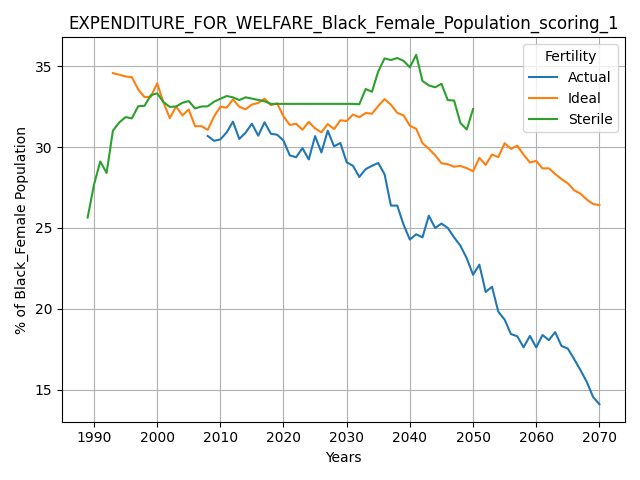 EXPENDITURE_FOR_WELFARE_Black_Female_Population_scoring_1
Fertility
Actual
Ideal
Sterile
% of Black_Female Population
35
30
25
20
15
1990 2000 2010 2020 2030 2040 2050 2060 2070
Years